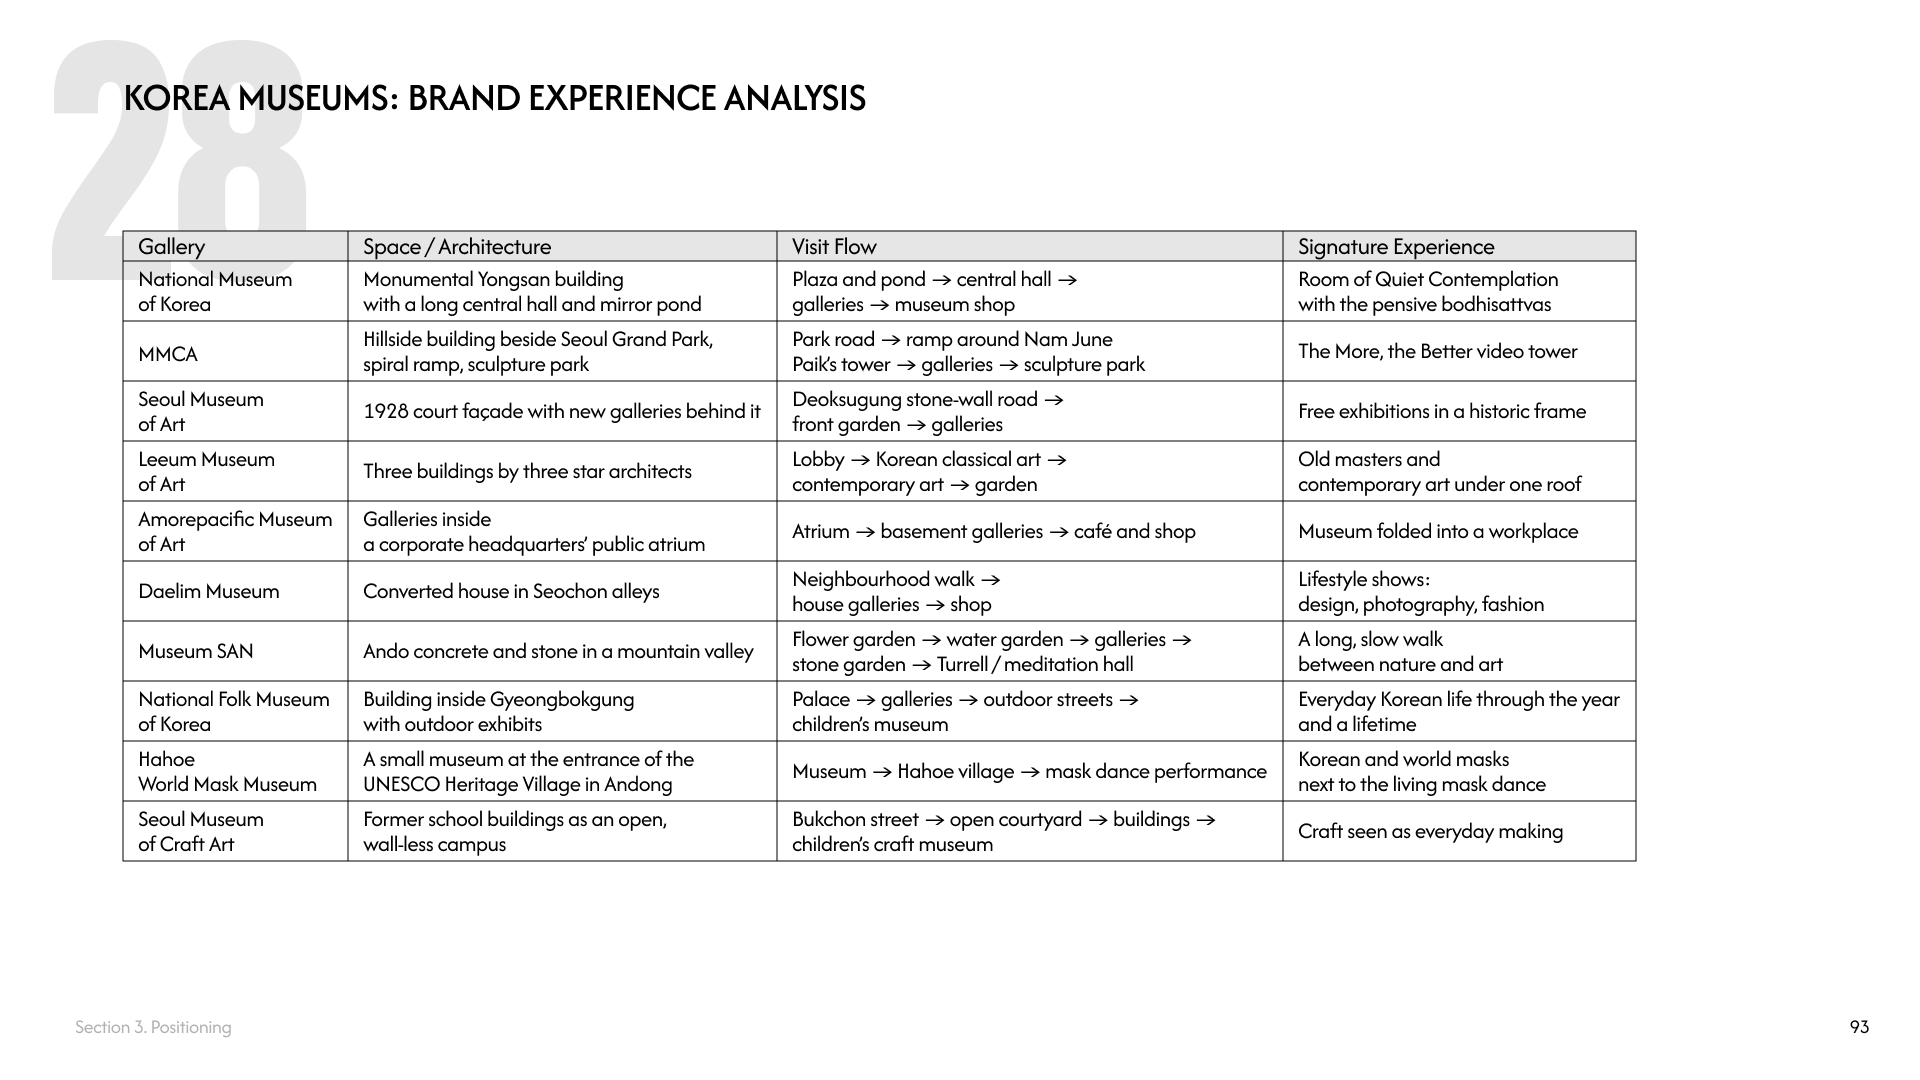 28
KOREA MUSEUMS: BRAND EXPERIENCE ANALYSIS
Gallery
Space / Architecture
Visit Flow
Signature Experience
National Museum
of Korea
Monumental Yongsan building
with a long central hall and mirror pond
Plaza and pond → central hall →
galleries → museum shop
Room of Quiet Contemplation
with the pensive bodhisattvas
MMCA
Hillside building beside Seoul Grand Park,
spiral ramp, sculpture park
Park road → ramp around Nam June
Paik's tower → galleries → sculpture park
The More, the Better video tower
Seoul Museum
of Art
1928 court façade with new galleries behind it
Deoksugung stone-wall road →
front garden → galleries
Free exhibitions in a historic frame
Leeum Museum
of Art
Three buildings by three star architects
Lobby → Korean classical art →
contemporary art → garden
Old masters and
contemporary art under one roof
Amorepacific Museum
of Art
Galleries inside
a corporate headquarters' public atrium
Atrium → basement galleries → café and shop
Museum folded into a workplace
Daelim Museum
Converted house in Seochon alleys
Neighbourhood walk →
house galleries → shop
Lifestyle shows:
design, photography, fashion
Museum SAN
Ando concrete and stone in a mountain valley
Flower garden → water garden → galleries →
stone garden → Turrell / meditation hall
A long, slow walk
between nature and art
National Folk Museum
of Korea
Building inside Gyeongbokgung
with outdoor exhibits
Palace → galleries → outdoor streets →
children's museum
Everyday Korean life through the year
and a lifetime
Hahoe
World Mask Museum
A small museum at the entrance of the
UNESCO Heritage Village in Andong
Museum → Hahoe village → mask dance performance
Korean and world masks
next to the living mask dance
Seoul Museum
of Craft Art
Former school buildings as an open,
wall-less campus
Bukchon street → open courtyard → buildings →
children's craft museum
Craft seen as everyday making
Section 3. Positioning
93